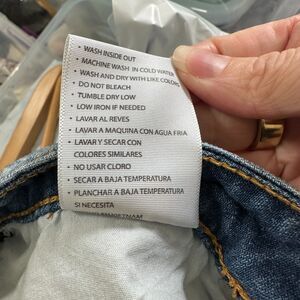 • WASH INSIDE OUT
• MACHINE WASH IN COLD WATER
• WASH AND DRY WITH LIKE COLORS
• DO NOT BLEACH
• TUMBLE DRY LOW
• LOW IRON IF NEEDED
• LAVAR AL REVES
• LAVAR A MAQUINA CON AGUA FRIA
• LAVAR Y SECAR CON
COLORES SIMILARES
• NO USAR CLORO
• SECAR A BAJA TEMPERATURA
• PLANCHAR A BAJA TEMPERATURA
SI NECESITA